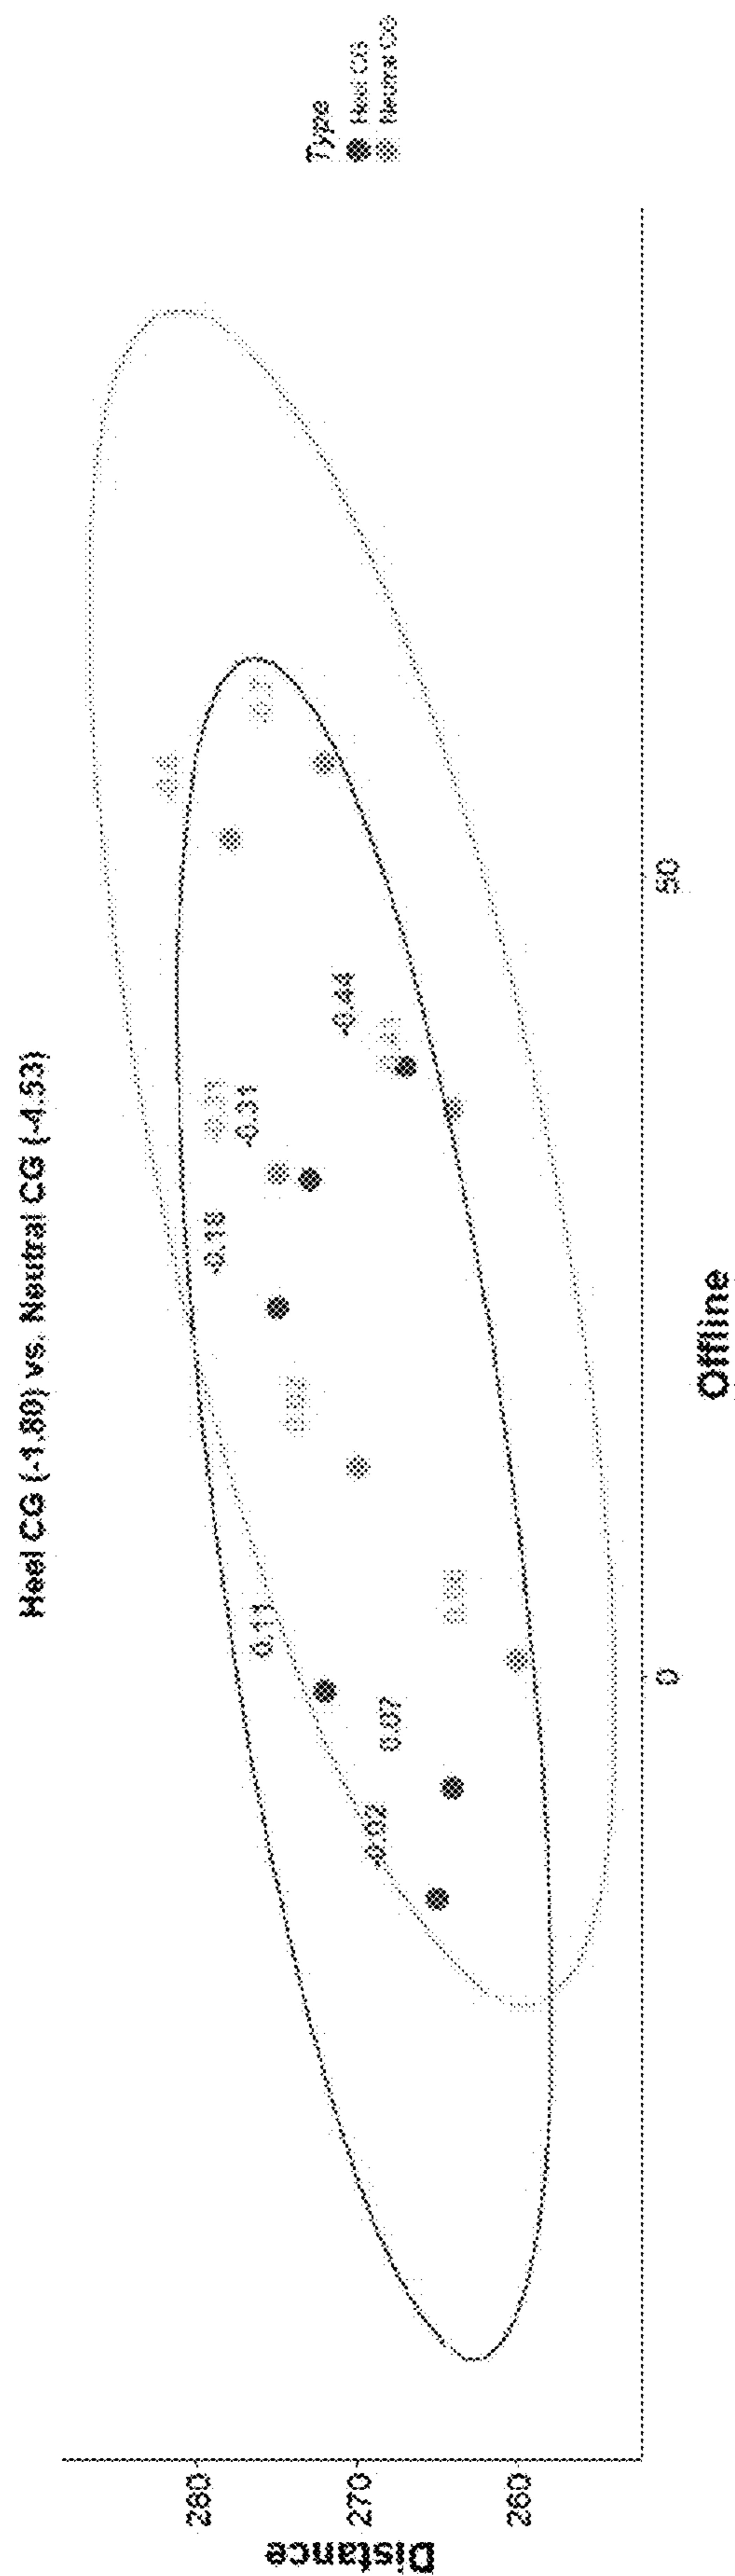 Heel CG (-1.80) vs. Neutral CG (-4.53)
Type
Heel CG
Neutral CG
Distance
280
270
260
-0.02
0.07
0.11
-0.18
-0.31
-0.44
0
50
Offline